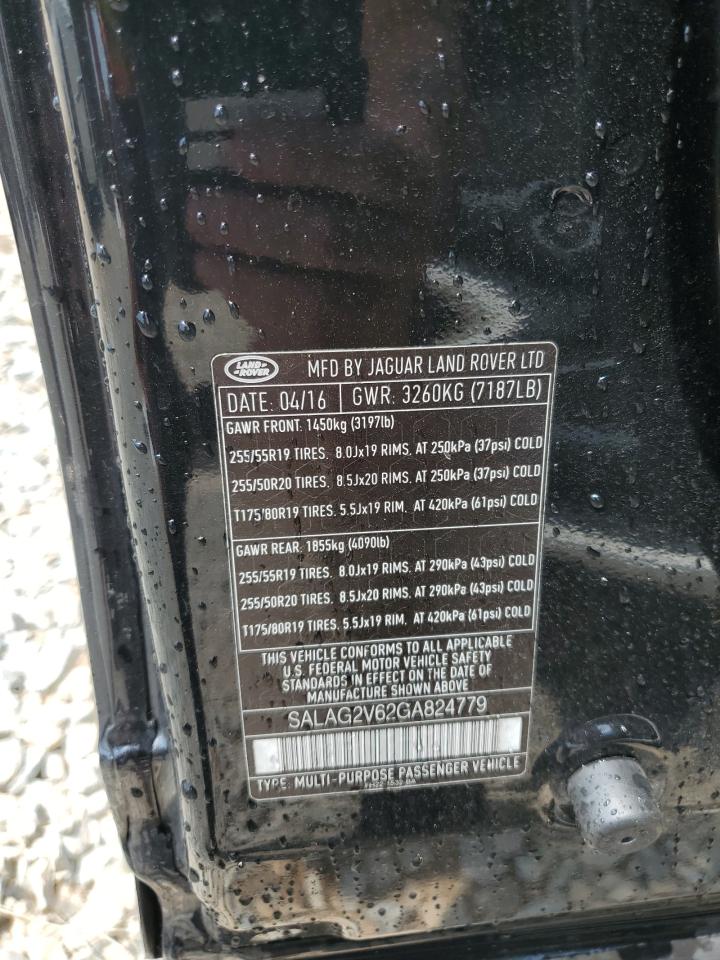 LAND ROVER
MFD BY JAGUAR LAND ROVER LTD
DATE: 04/16 GWR: 3260KG (7187LB)
GAWR FRONT: 1450kg (3197lb)
255/55R19 TIRES. 8.0Jx19 RIMS. AT 250kPa (37psi) COLD
255/50R20 TIRES. 8.5Jx20 RIMS. AT 250kPa (37psi) COLD
T175/80R19 TIRES. 5.5Jx19 RIM. AT 420kPa (61psi) COLD
GAWR REAR: 1855kg (4090lb)
255/55R19 TIRES. 8.0Jx19 RIMS. AT 290kPa (43psi) COLD
255/50R20 TIRES. 8.5Jx20 RIMS. AT 290kPa (43psi) COLD
T175/80R19 TIRES. 5.5Jx19 RIM. AT 420kPa (61psi) COLD
THIS VEHICLE CONFORMS TO ALL APPLICABLE
U.S. FEDERAL MOTOR VEHICLE SAFETY
STANDARDS IN EFFECT ON THE DATE OF
MANUFACTURE SHOWN ABOVE
SALAG2V62GA824779
TYPE: MULTI-PURPOSE PASSENGER VEHICLE